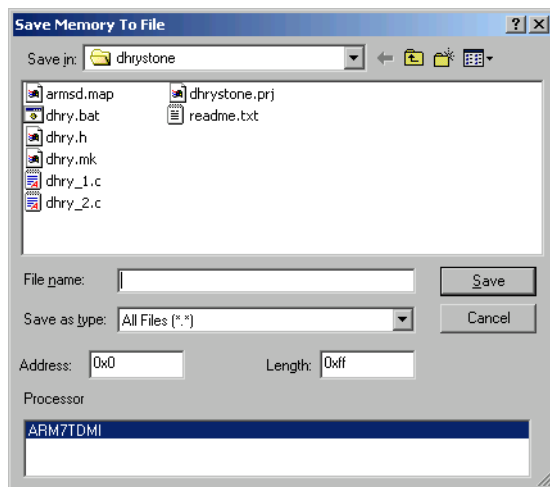 Save Memory To File
Save in: dhrystone
armsd.map dhrystone.prj
dhry.bat readme.txt
dhry.h
dhry.mk
dhry_1.c
dhry_2.c
File name: Save
Save as type: All Files (*.*) Cancel
Address: 0x0 Length: 0xff
Processor
ARM7TDMI